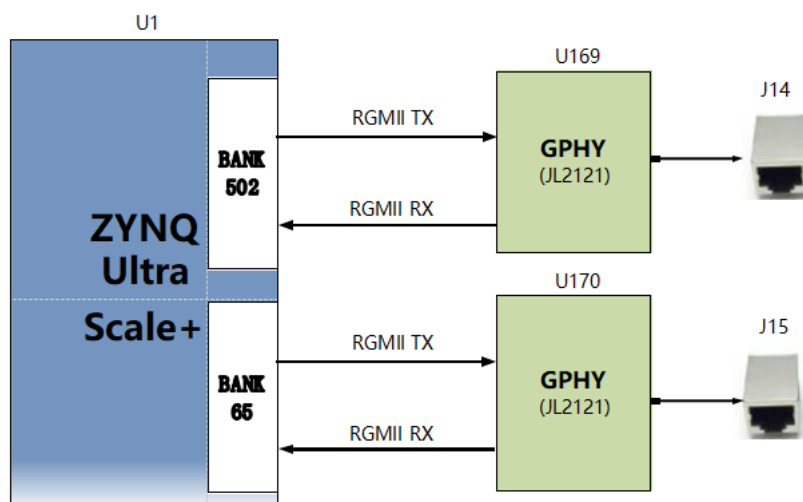 U1
U169
J14
RGMII TX
GPHY
(JL2121)
BANK
502
RGMII RX
ZYNQ
Ultra
Scale+
U170
J15
RGMII TX
GPHY
(JL2121)
BANK
65
RGMII RX